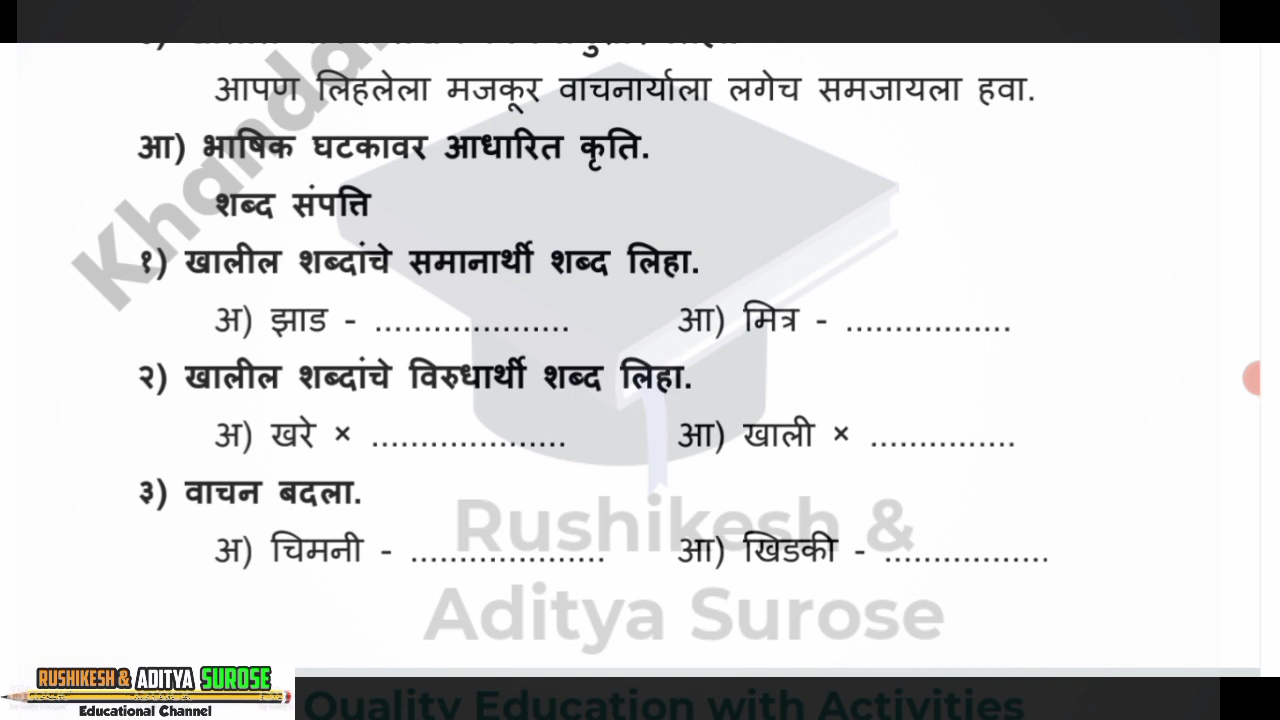 आपण लिहलेला मजकूर वाचनार्याला लगेच समजायला हवा.
आ) भाषिक घटकावर आधारित कृति.
शब्द संपत्ति
१) खालील शब्दांचे समानार्थी शब्द लिहा.
अ) झाड - .................... आ) मित्र - .................
२) खालील शब्दांचे विरुधार्थी शब्द लिहा.
अ) खरे × .................... आ) खाली × ...............
३) वाचन बदला.
अ) चिमनी - .................... आ) खिडकी - .................
Rushikesh &
Aditya Surose
RUSHIKESH & ADITYA SUROSE
Educational Channel
Quality Education with Activities